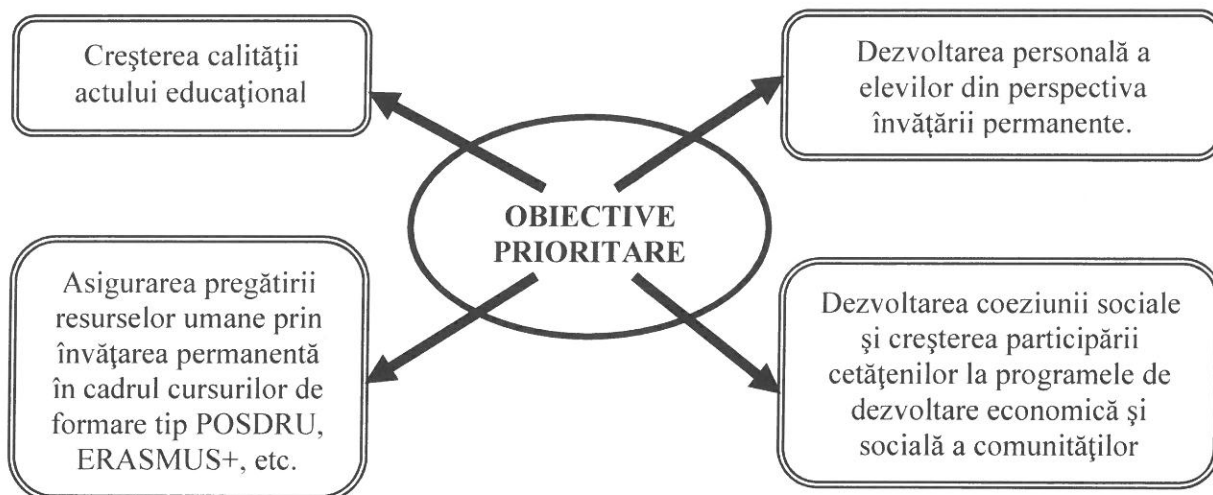 Creşterea calităţii
actului educaţional
Dezvoltarea personală a
elevilor din perspectiva
învăţării permanente.
OBIECTIVE
PRIORITARE
Asigurarea pregătirii
resurselor umane prin
învăţarea permanentă
în cadrul cursurilor de
formare tip POSDRU,
ERASMUS+, etc.
Dezvoltarea coeziunii sociale
şi creşterea participării
cetăţenilor la programele de
dezvoltare economică şi
socială a comunităţilor